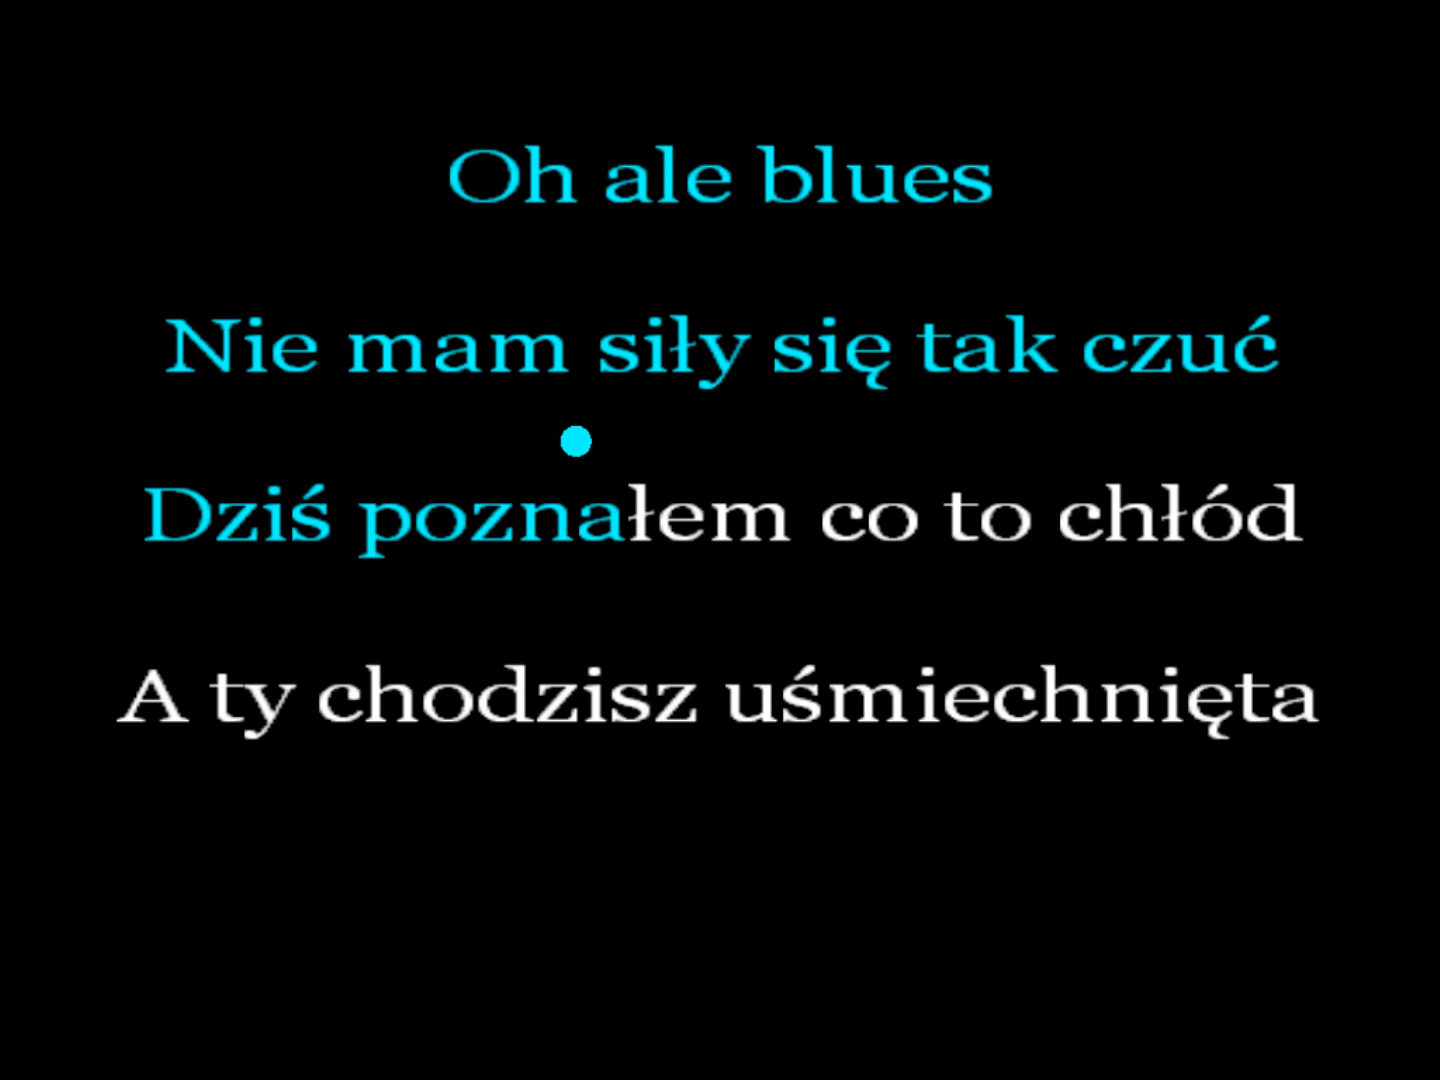 Oh ale blues
Nie mam siły się tak czuć
Dziś poznałem co to chłód
A ty chodzisz uśmiechnięta